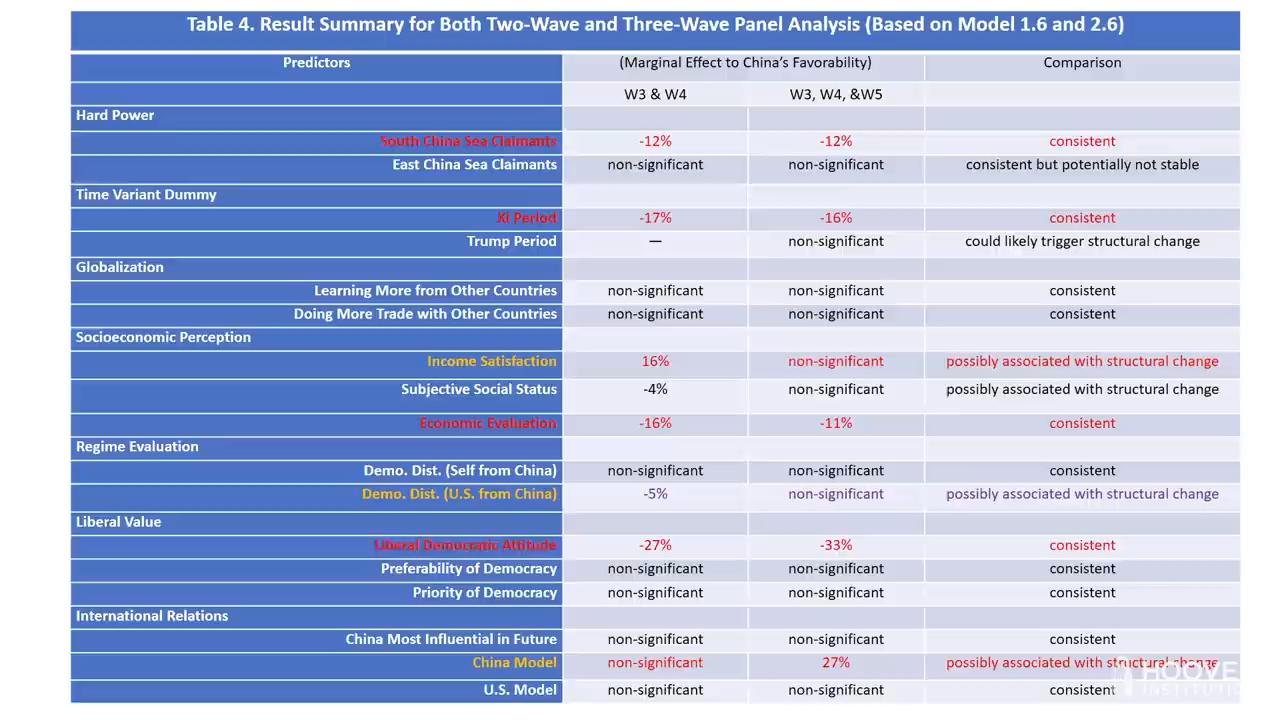 Table 4. Result Summary for Both Two-Wave and Three-Wave Panel Analysis (Based on Model 1.6 and 2.6)
Predictors (Marginal Effect to China's Favorability) Comparison
W3 & W4 W3, W4, &W5
Hard Power
South China Sea Claimants -12% -12% consistent
East China Sea Claimants non-significant non-significant consistent but potentially not stable
Time Variant Dummy
Xi Period -17% -16% consistent
Trump Period — non-significant could likely trigger structural change
Globalization
Learning More from Other Countries non-significant non-significant consistent
Doing More Trade with Other Countries non-significant non-significant consistent
Socioeconomic Perception
Income Satisfaction 16% non-significant possibly associated with structural change
Subjective Social Status -4% non-significant possibly associated with structural change
Economic Evaluation -16% -11% consistent
Regime Evaluation
Demo. Dist. (Self from China) non-significant non-significant consistent
Demo. Dist. (U.S. from China) -5% non-significant possibly associated with structural change
Liberal Value
Liberal Democratic Attitude -27% -33% consistent
Preferability of Democracy non-significant non-significant consistent
Priority of Democracy non-significant non-significant consistent
International Relations
China Most Influential in Future non-significant non-significant consistent
China Model non-significant 27% possibly associated with structural change
U.S. Model non-significant non-significant consistent